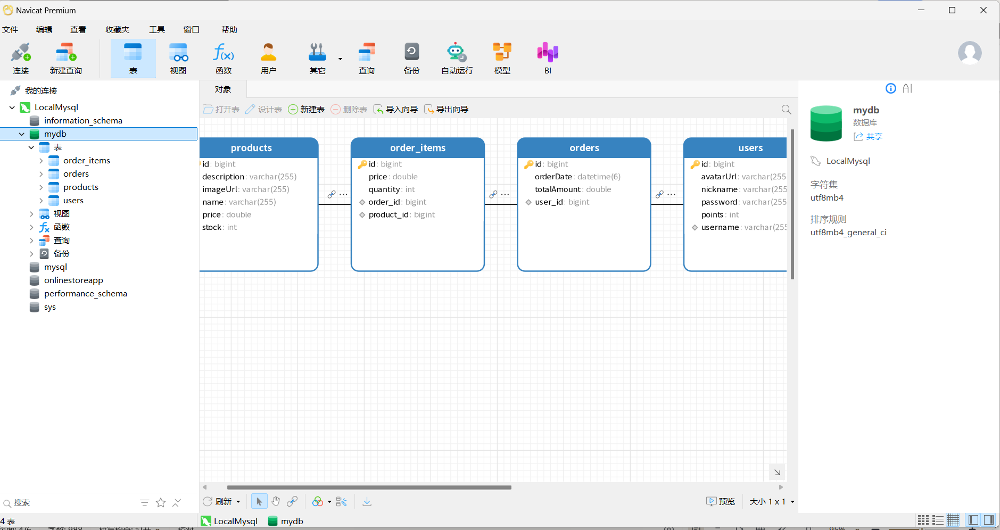 Navicat Premium
文件 编辑 查看 收藏夹 工具 窗口 帮助
连接 新建查询 表 视图 函数 用户 其它 查询 备份 自动运行 模型 BI
我的连接
LocalMysql
information_schema
mydb
表
order_items
orders
products
users
视图
函数
查询
备份
mysql
onlinestoreapp
performance_schema
sys
搜索
4 表
对象
打开表 设计表 新建表 删除表 导入向导 导出向导
products
id: bigint
description: varchar(255)
imageUrl: varchar(255)
name: varchar(255)
price: double
stock: int
order_items
id: bigint
price: double
quantity: int
order_id: bigint
product_id: bigint
orders
id: bigint
orderDate: datetime(6)
totalAmount: double
user_id: bigint
users
id: bigint
avatarUrl: varchar(255
nickname: varchar(255
password: varchar(255
points: int
username: varchar(255
刷新 预览 大小 1 x 1
LocalMysql mydb
AI
mydb
数据库
共享
LocalMysql
字符集
utf8mb4
排序规则
utf8mb4_general_ci